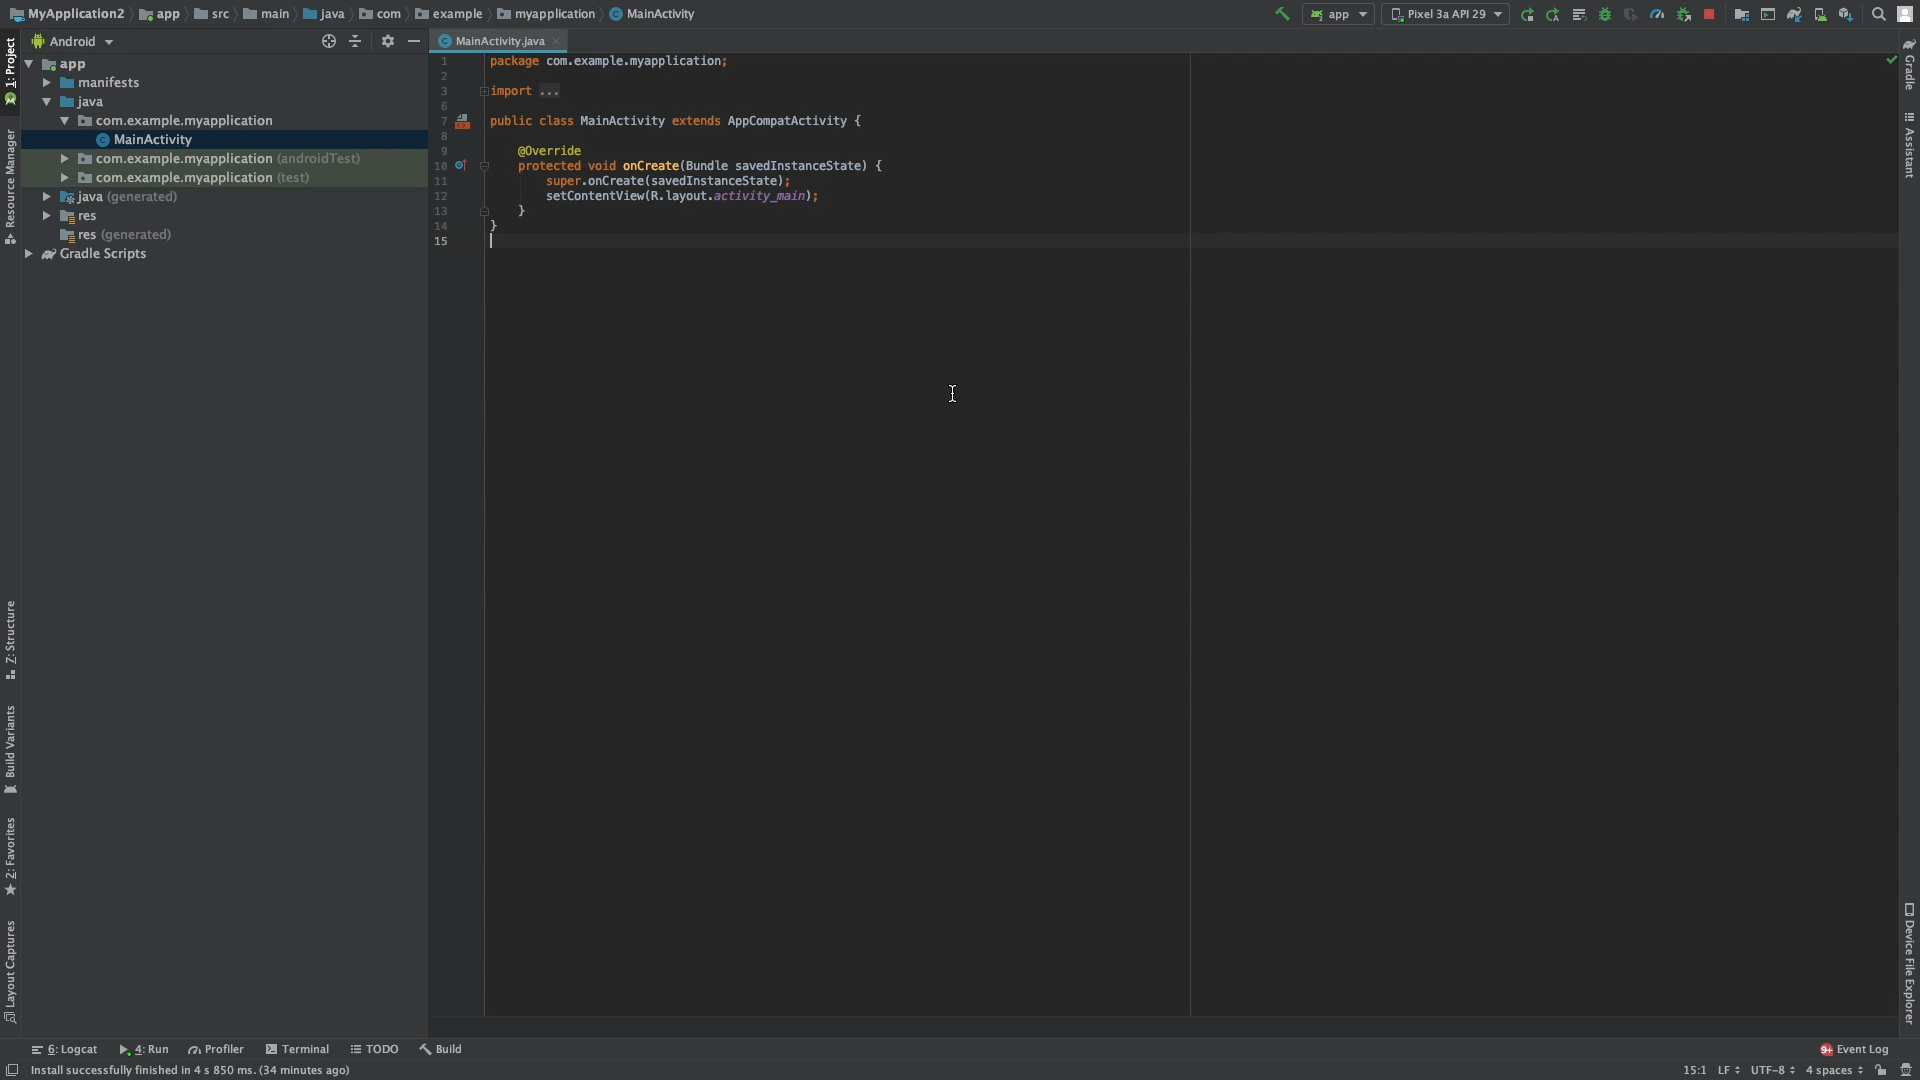 MyApplication2 app src main java com example myapplication MainActivity app Pixel 3a API 29
Android
MainActivity.java
1: Project
Resource Manager
Z: Structure
Build Variants
2: Favorites
Layout Captures
app
manifests
java
com.example.myapplication
MainActivity
com.example.myapplication (androidTest)
com.example.myapplication (test)
java (generated)
res
res (generated)
Gradle Scripts
1 package com.example.myapplication;
2
3 import ...
6
7 public class MainActivity extends AppCompatActivity {
8
9 @Override
10 protected void onCreate(Bundle savedInstanceState) {
11 super.onCreate(savedInstanceState);
12 setContentView(R.layout.activity_main);
13 }
14 }
15
Gradle
Assistant
Device File Explorer
6: Logcat 4: Run Profiler Terminal TODO Build 9+ Event Log
Install successfully finished in 4 s 850 ms. (34 minutes ago) 15:1 LF UTF-8 4 spaces